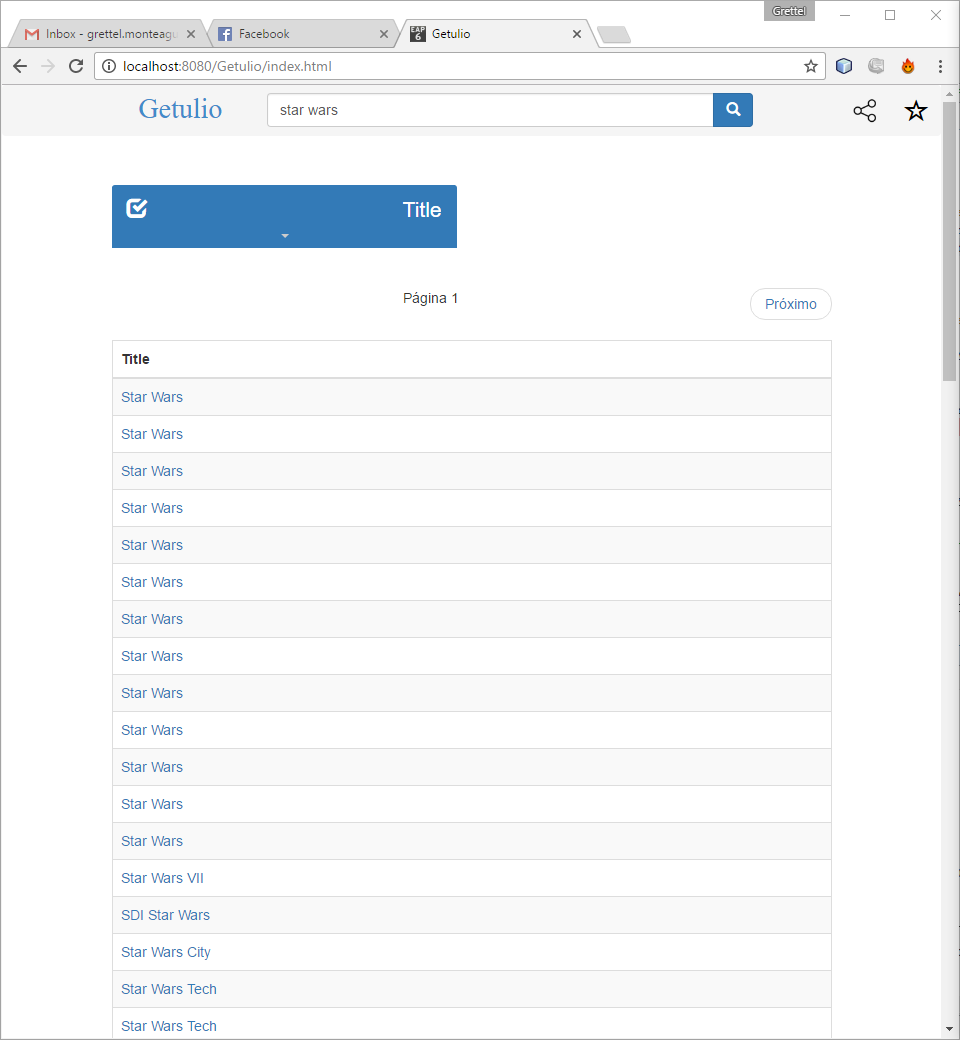 Grettel
Inbox - grettel.monteagu
Facebook
EAP 6
Getulio
localhost:8080/Getulio/index.html
Getulio
star wars
Title
Página 1
Próximo
Title
Star Wars
Star Wars
Star Wars
Star Wars
Star Wars
Star Wars
Star Wars
Star Wars
Star Wars
Star Wars
Star Wars
Star Wars
Star Wars
Star Wars VII
SDI Star Wars
Star Wars City
Star Wars Tech
Star Wars Tech